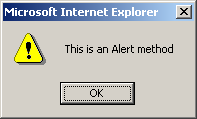 Microsoft Internet Explorer
This is an Alert method
OK